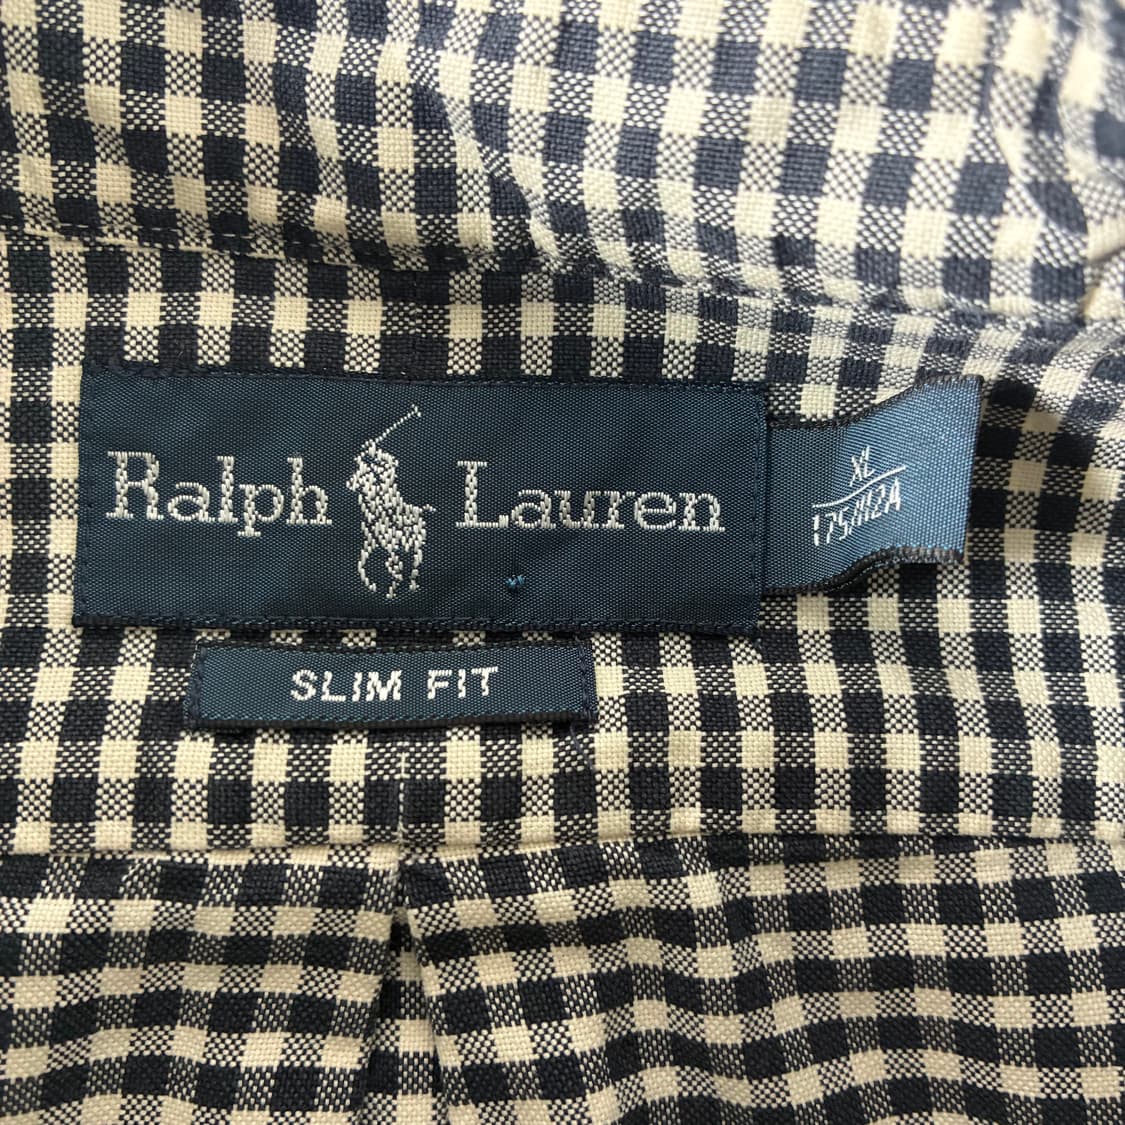 Ralph Lauren
XL
175/112A
SLIM FIT